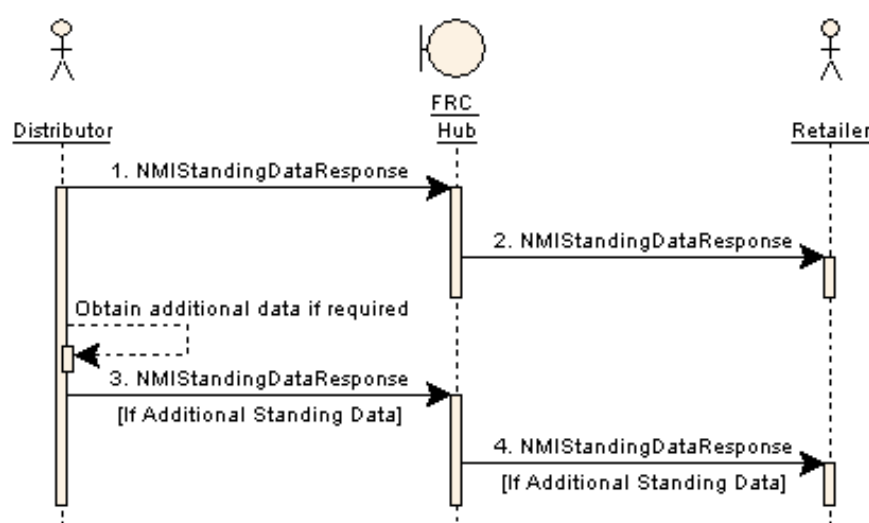 Distributor
FRC
Hub
Retailer
1. NMIStandingDataResponse
2. NMIStandingDataResponse
Obtain additional data if required
3. NMIStandingDataResponse
[If Additional Standing Data]
4. NMIStandingDataResponse
[If Additional Standing Data]